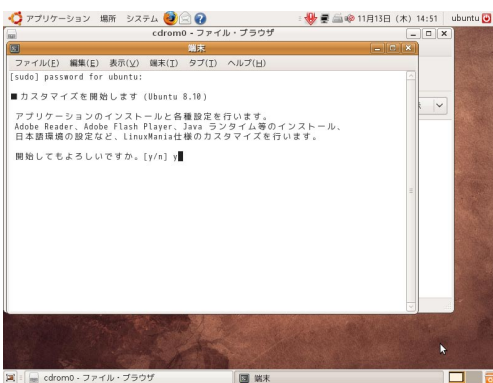 アプリケーション 場所 システム
11月13日 (木) 14:51 ubuntu
cdrom0 - ファイル・ブラウザ
端末
ファイル(F) 編集(E) 表示(V) 端末(T) タブ(T) ヘルプ(H)
[sudo] password for ubuntu:
■カスタマイズを開始します (Ubuntu 8.10)
アプリケーションのインストールと各種設定を行います。
Adobe Reader、Adobe Flash Player、Java ランタイム等のインストール、
日本語環境の設定など、LinuxMania仕様のカスタマイズを行います。
開始してもよろしいですか。[y/n] y
cdrom0 - ファイル・ブラウザ
端末